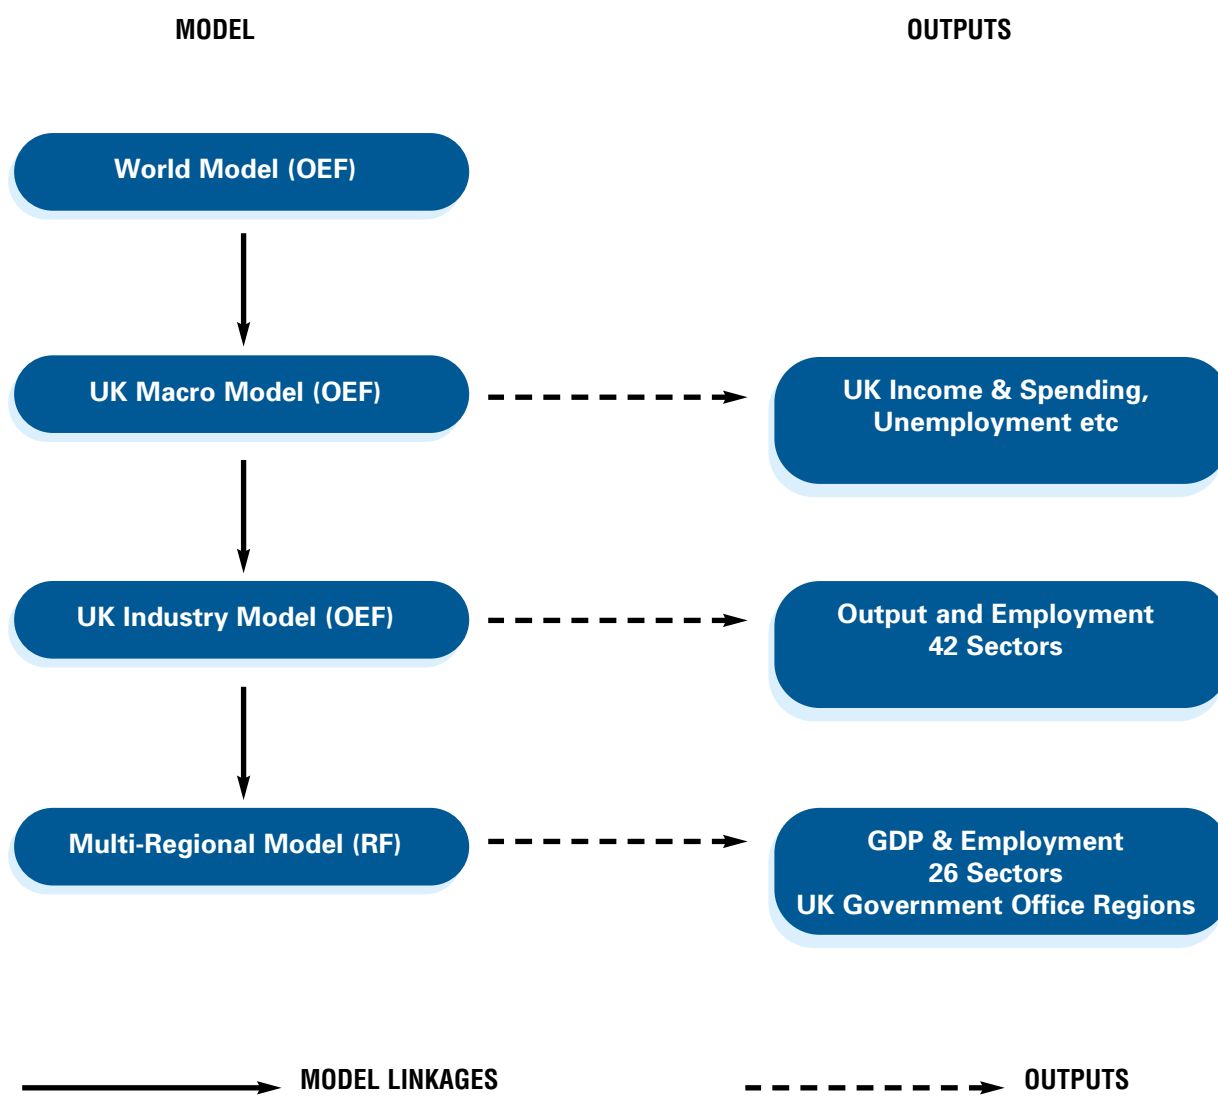 MODEL
OUTPUTS
World Model (OEF)
UK Macro Model (OEF)
UK Income & Spending,
Unemployment etc
UK Industry Model (OEF)
Output and Employment
42 Sectors
Multi-Regional Model (RF)
GDP & Employment
26 Sectors
UK Government Office Regions
MODEL LINKAGES
OUTPUTS